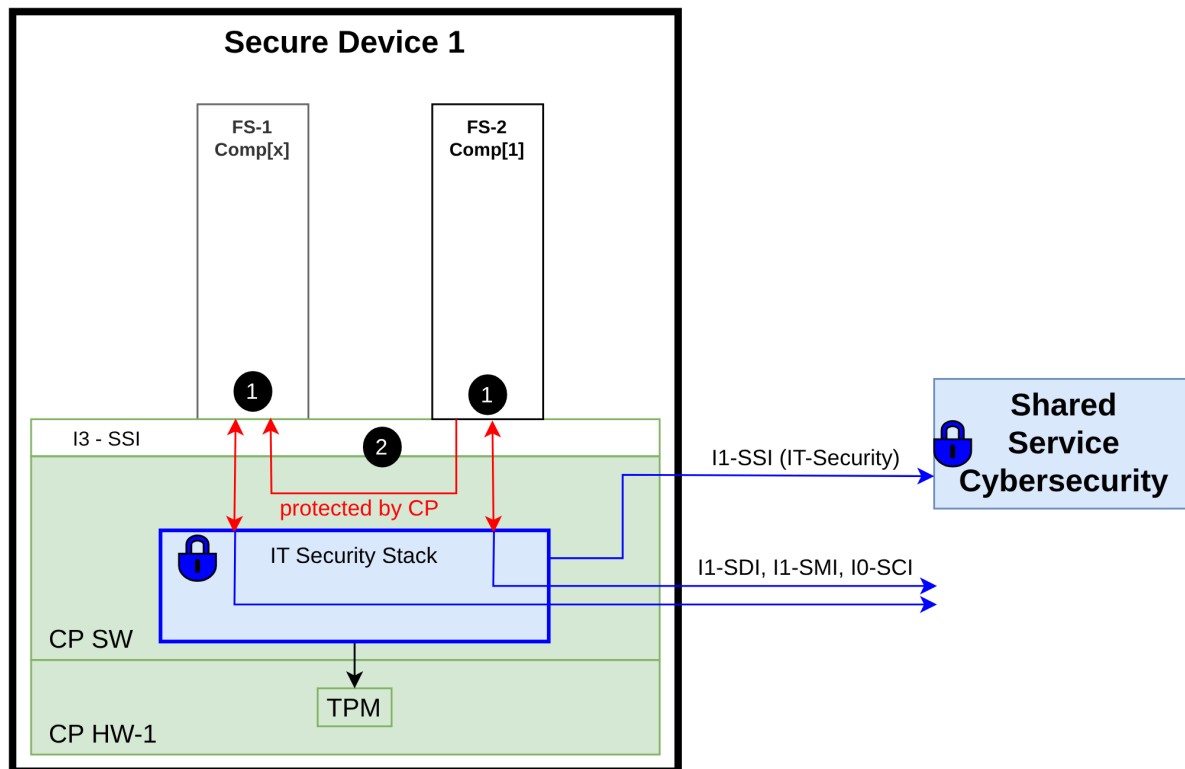 Secure Device 1
FS-1
Comp[x]
FS-2
Comp[1]
1
1
I3 - SSI
2
protected by CP
IT Security Stack
CP SW
TPM
CP HW-1
I1-SSI (IT-Security)
I1-SDI, I1-SMI, I0-SCI
Shared
Service
Cybersecurity